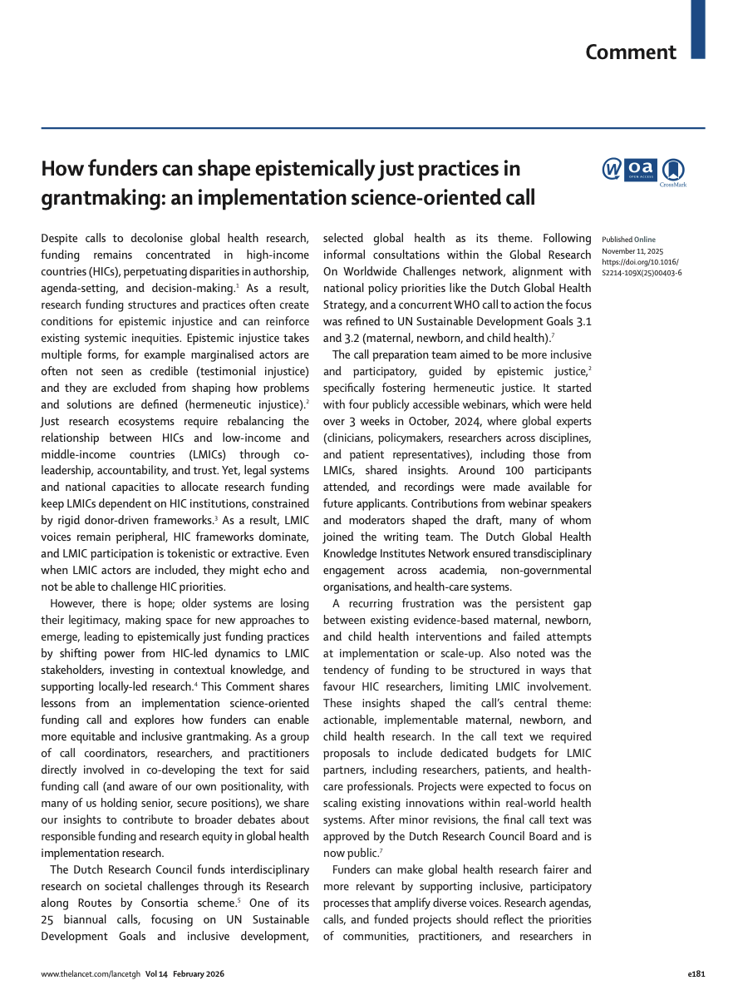 Comment
How funders can shape epistemically just practices in
grantmaking: an implementation science-oriented call
W
oa
OPEN ACCESS
CrossMark
Despite calls to decolonise global health research,
funding remains concentrated in high-income
countries (HICs), perpetuating disparities in authorship,
agenda-setting, and decision-making.1 As a result,
research funding structures and practices often create
conditions for epistemic injustice and can reinforce
existing systemic inequities. Epistemic injustice takes
multiple forms, for example marginalised actors are
often not seen as credible (testimonial injustice)
and they are excluded from shaping how problems
and solutions are defined (hermeneutic injustice).2
Just research ecosystems require rebalancing the
relationship between HICs and low-income and
middle-income countries (LMICs) through co-
leadership, accountability, and trust. Yet, legal systems
and national capacities to allocate research funding
keep LMICs dependent on HIC institutions, constrained
by rigid donor-driven frameworks.3 As a result, LMIC
voices remain peripheral, HIC frameworks dominate,
and LMIC participation is tokenistic or extractive. Even
when LMIC actors are included, they might echo and
not be able to challenge HIC priorities.
However, there is hope; older systems are losing
their legitimacy, making space for new approaches to
emerge, leading to epistemically just funding practices
by shifting power from HIC-led dynamics to LMIC
stakeholders, investing in contextual knowledge, and
supporting locally-led research.4 This Comment shares
lessons from an implementation science-oriented
funding call and explores how funders can enable
more equitable and inclusive grantmaking. As a group
of call coordinators, researchers, and practitioners
directly involved in co-developing the text for said
funding call (and aware of our own positionality, with
many of us holding senior, secure positions), we share
our insights to contribute to broader debates about
responsible funding and research equity in global health
implementation research.
The Dutch Research Council funds interdisciplinary
research on societal challenges through its Research
along Routes by Consortia scheme.5 One of its
25 biannual calls, focusing on UN Sustainable
Development Goals and inclusive development,
selected global health as its theme. Following
informal consultations within the Global Research
On Worldwide Challenges network, alignment with
national policy priorities like the Dutch Global Health
Strategy, and a concurrent WHO call to action the focus
was refined to UN Sustainable Development Goals 3.1
and 3.2 (maternal, newborn, and child health).7
The call preparation team aimed to be more inclusive
and participatory, guided by epistemic justice,2
specifically fostering hermeneutic justice. It started
with four publicly accessible webinars, which were held
over 3 weeks in October, 2024, where global experts
(clinicians, policymakers, researchers across disciplines,
and patient representatives), including those from
LMICs, shared insights. Around 100 participants
attended, and recordings were made available for
future applicants. Contributions from webinar speakers
and moderators shaped the draft, many of whom
joined the writing team. The Dutch Global Health
Knowledge Institutes Network ensured transdisciplinary
engagement across academia, non-governmental
organisations, and health-care systems.
A recurring frustration was the persistent gap
between existing evidence-based maternal, newborn,
and child health interventions and failed attempts
at implementation or scale-up. Also noted was the
tendency of funding to be structured in ways that
favour HIC researchers, limiting LMIC involvement.
These insights shaped the call's central theme:
actionable, implementable maternal, newborn, and
child health research. In the call text we required
proposals to include dedicated budgets for LMIC
partners, including researchers, patients, and health-
care professionals. Projects were expected to focus on
scaling existing innovations within real-world health
systems. After minor revisions, the final call text was
approved by the Dutch Research Council Board and is
now public.7
Funders can make global health research fairer and
more relevant by supporting inclusive, participatory
processes that amplify diverse voices. Research agendas,
calls, and funded projects should reflect the priorities
of communities, practitioners, and researchers in
Published Online
November 11, 2025
https://doi.org/10.1016/
S2214-109X(25)00403-6
www.thelancet.com/lancetgh Vol 14 February 2026
e181